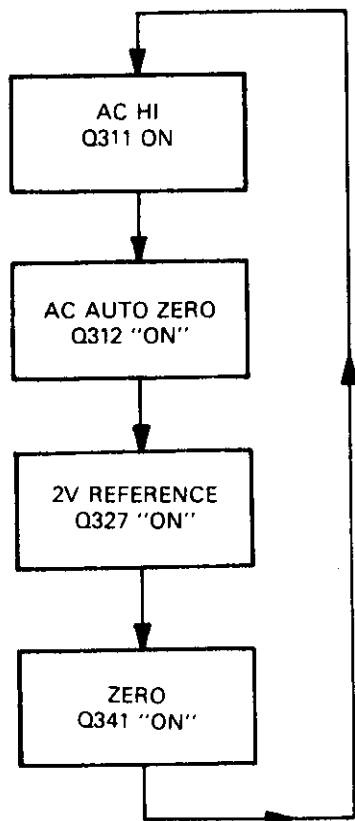 AC HI
Q311 ON
AC AUTO ZERO
Q312 "ON"
2V REFERENCE
Q327 "ON"
ZERO
Q341 "ON"